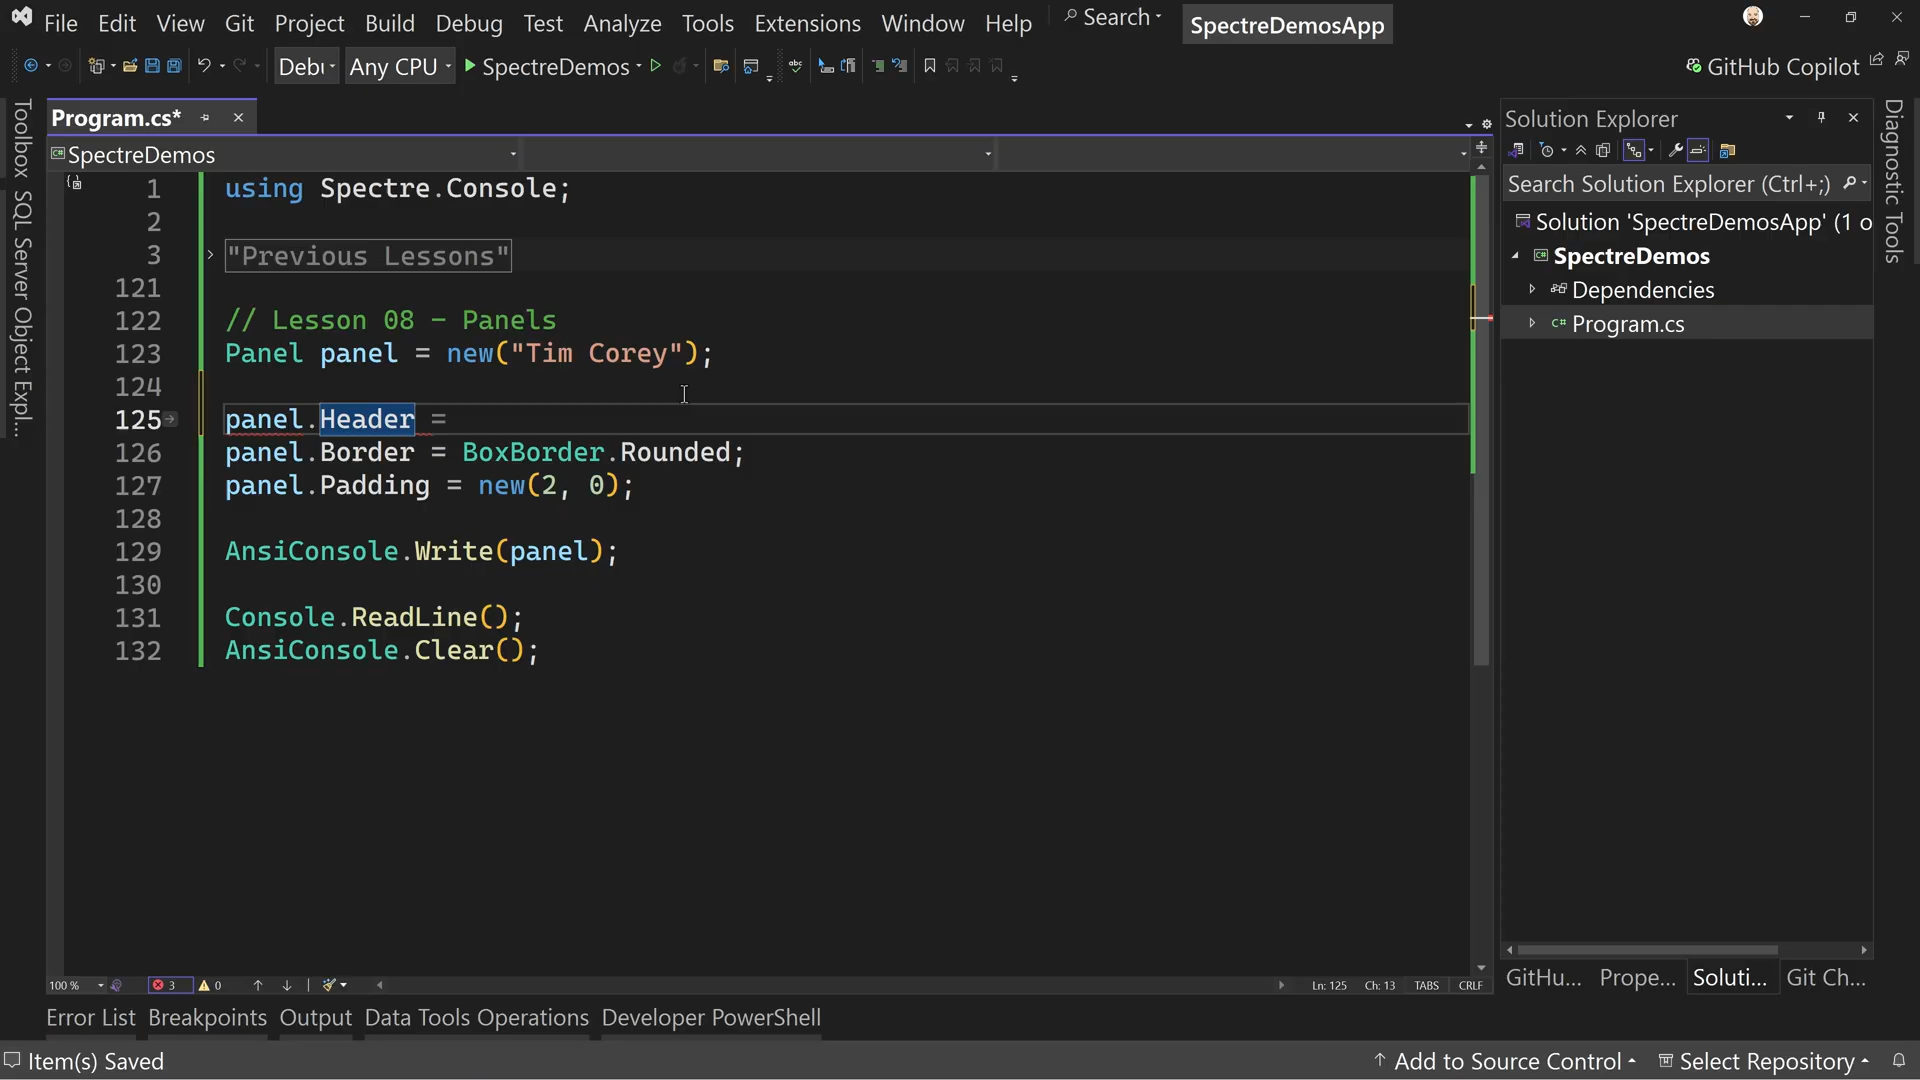 File Edit View Git Project Build Debug Test Analyze Tools Extensions Window Help Search SpectreDemosApp
Debu Any CPU SpectreDemos GitHub Copilot
Toolbox
SQL Server Object Expl...
Program.cs*
SpectreDemos
1 using Spectre.Console;
2
3 "Previous Lessons"
121
122 // Lesson 08 - Panels
123 Panel panel = new("Tim Corey");
124
125 panel.Header =
126 panel.Border = BoxBorder.Rounded;
127 panel.Padding = new(2, 0);
128
129 AnsiConsole.Write(panel);
130
131 Console.ReadLine();
132 AnsiConsole.Clear();
100 % 3 0 Ln: 125 Ch: 13 TABS CRLF
Solution Explorer
Search Solution Explorer (Ctrl+;)
Solution 'SpectreDemosApp' (1 o
SpectreDemos
Dependencies
C# Program.cs
GitHu... Prope... Soluti... Git Ch...
Diagnostic Tools
Error List Breakpoints Output Data Tools Operations Developer PowerShell
Item(s) Saved Add to Source Control Select Repository